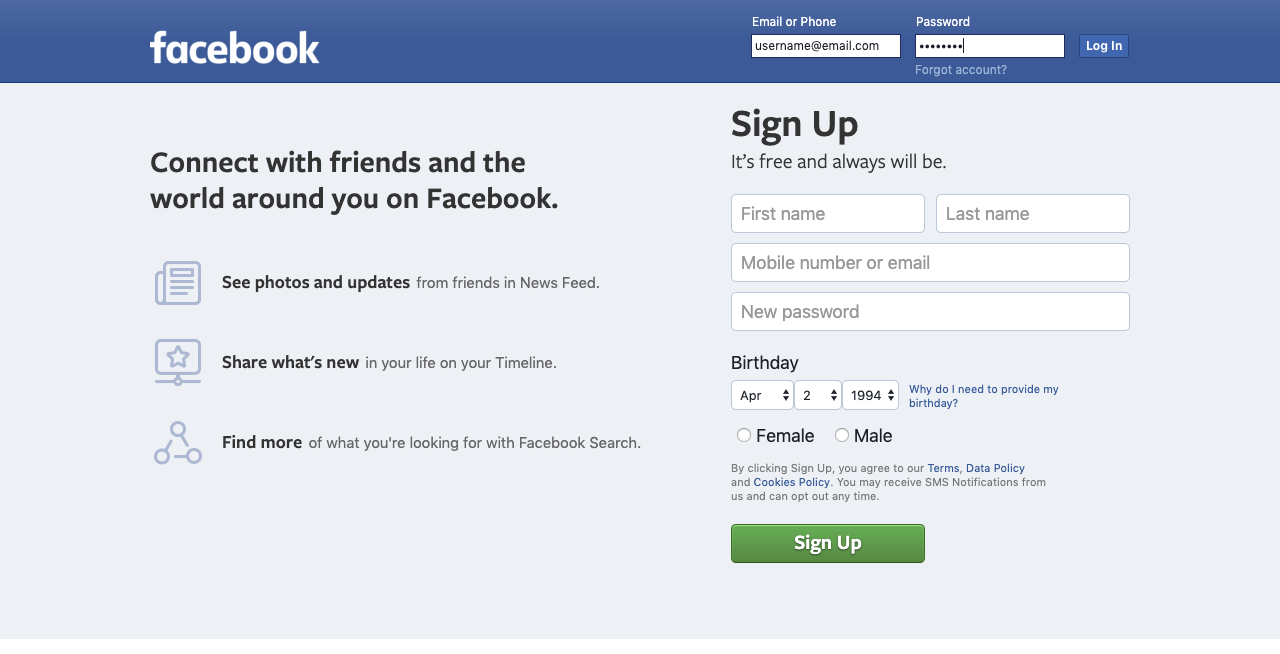 facebook
Email or Phone
Password
username@email.com
••••••••
Log In
Forgot account?
Connect with friends and the
world around you on Facebook.
See photos and updates from friends in News Feed.
Share what's new in your life on your Timeline.
Find more of what you're looking for with Facebook Search.
Sign Up
It's free and always will be.
First name
Last name
Mobile number or email
New password
Birthday
Apr 2 1994
Why do I need to provide my
birthday?
Female Male
By clicking Sign Up, you agree to our Terms, Data Policy
and Cookies Policy. You may receive SMS Notifications from
us and can opt out any time.
Sign Up